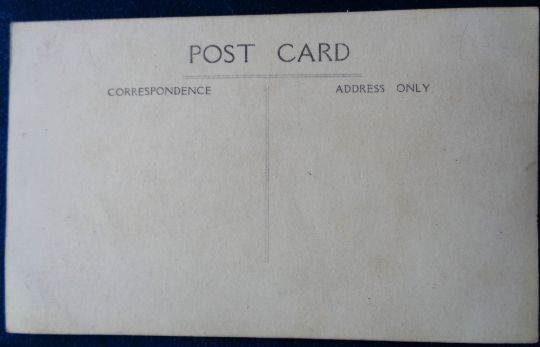 POST CARD
CORRESPONDENCE
ADDRESS ONLY